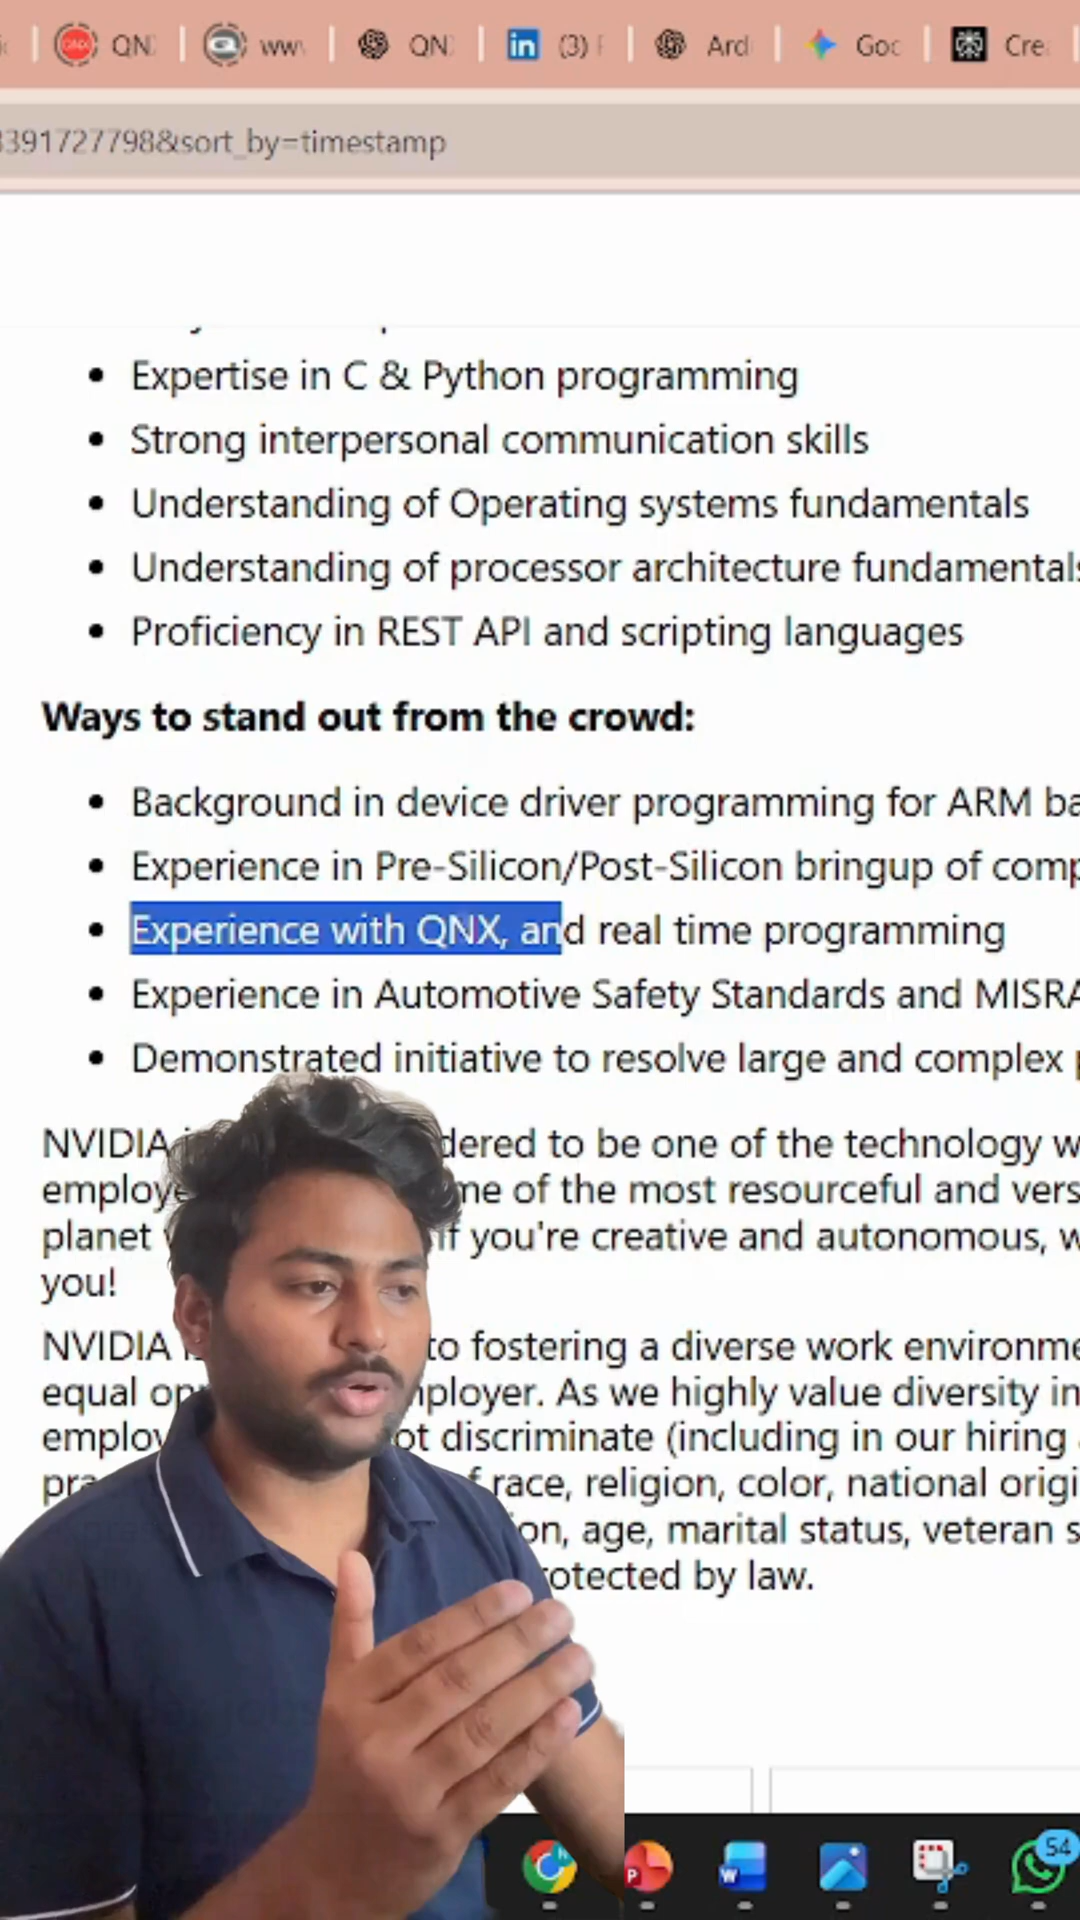 QN
ww
QN
in
(3)
Ard
Goc
Cre
3391727798&sort_by=timestamp
• Expertise in C & Python programming
• Strong interpersonal communication skills
• Understanding of Operating systems fundamentals
• Understanding of processor architecture fundamentals
• Proficiency in REST API and scripting languages
Ways to stand out from the crowd:
• Background in device driver programming for ARM ba
• Experience in Pre-Silicon/Post-Silicon bringup of comp
• Experience with QNX, and real time programming
• Experience in Automotive Safety Standards and MISRA
• Demonstrated initiative to resolve large and complex
NVIDIA dered to be one of the technology w
employe me of the most resourceful and vers
planet if you're creative and autonomous, w
you!
NVIDIA to fostering a diverse work environme
equal op mployer. As we highly value diversity in
employ ot discriminate (including in our hiring
pra f race, religion, color, national origi
on, age, marital status, veteran s
otected by law.
P
W
54